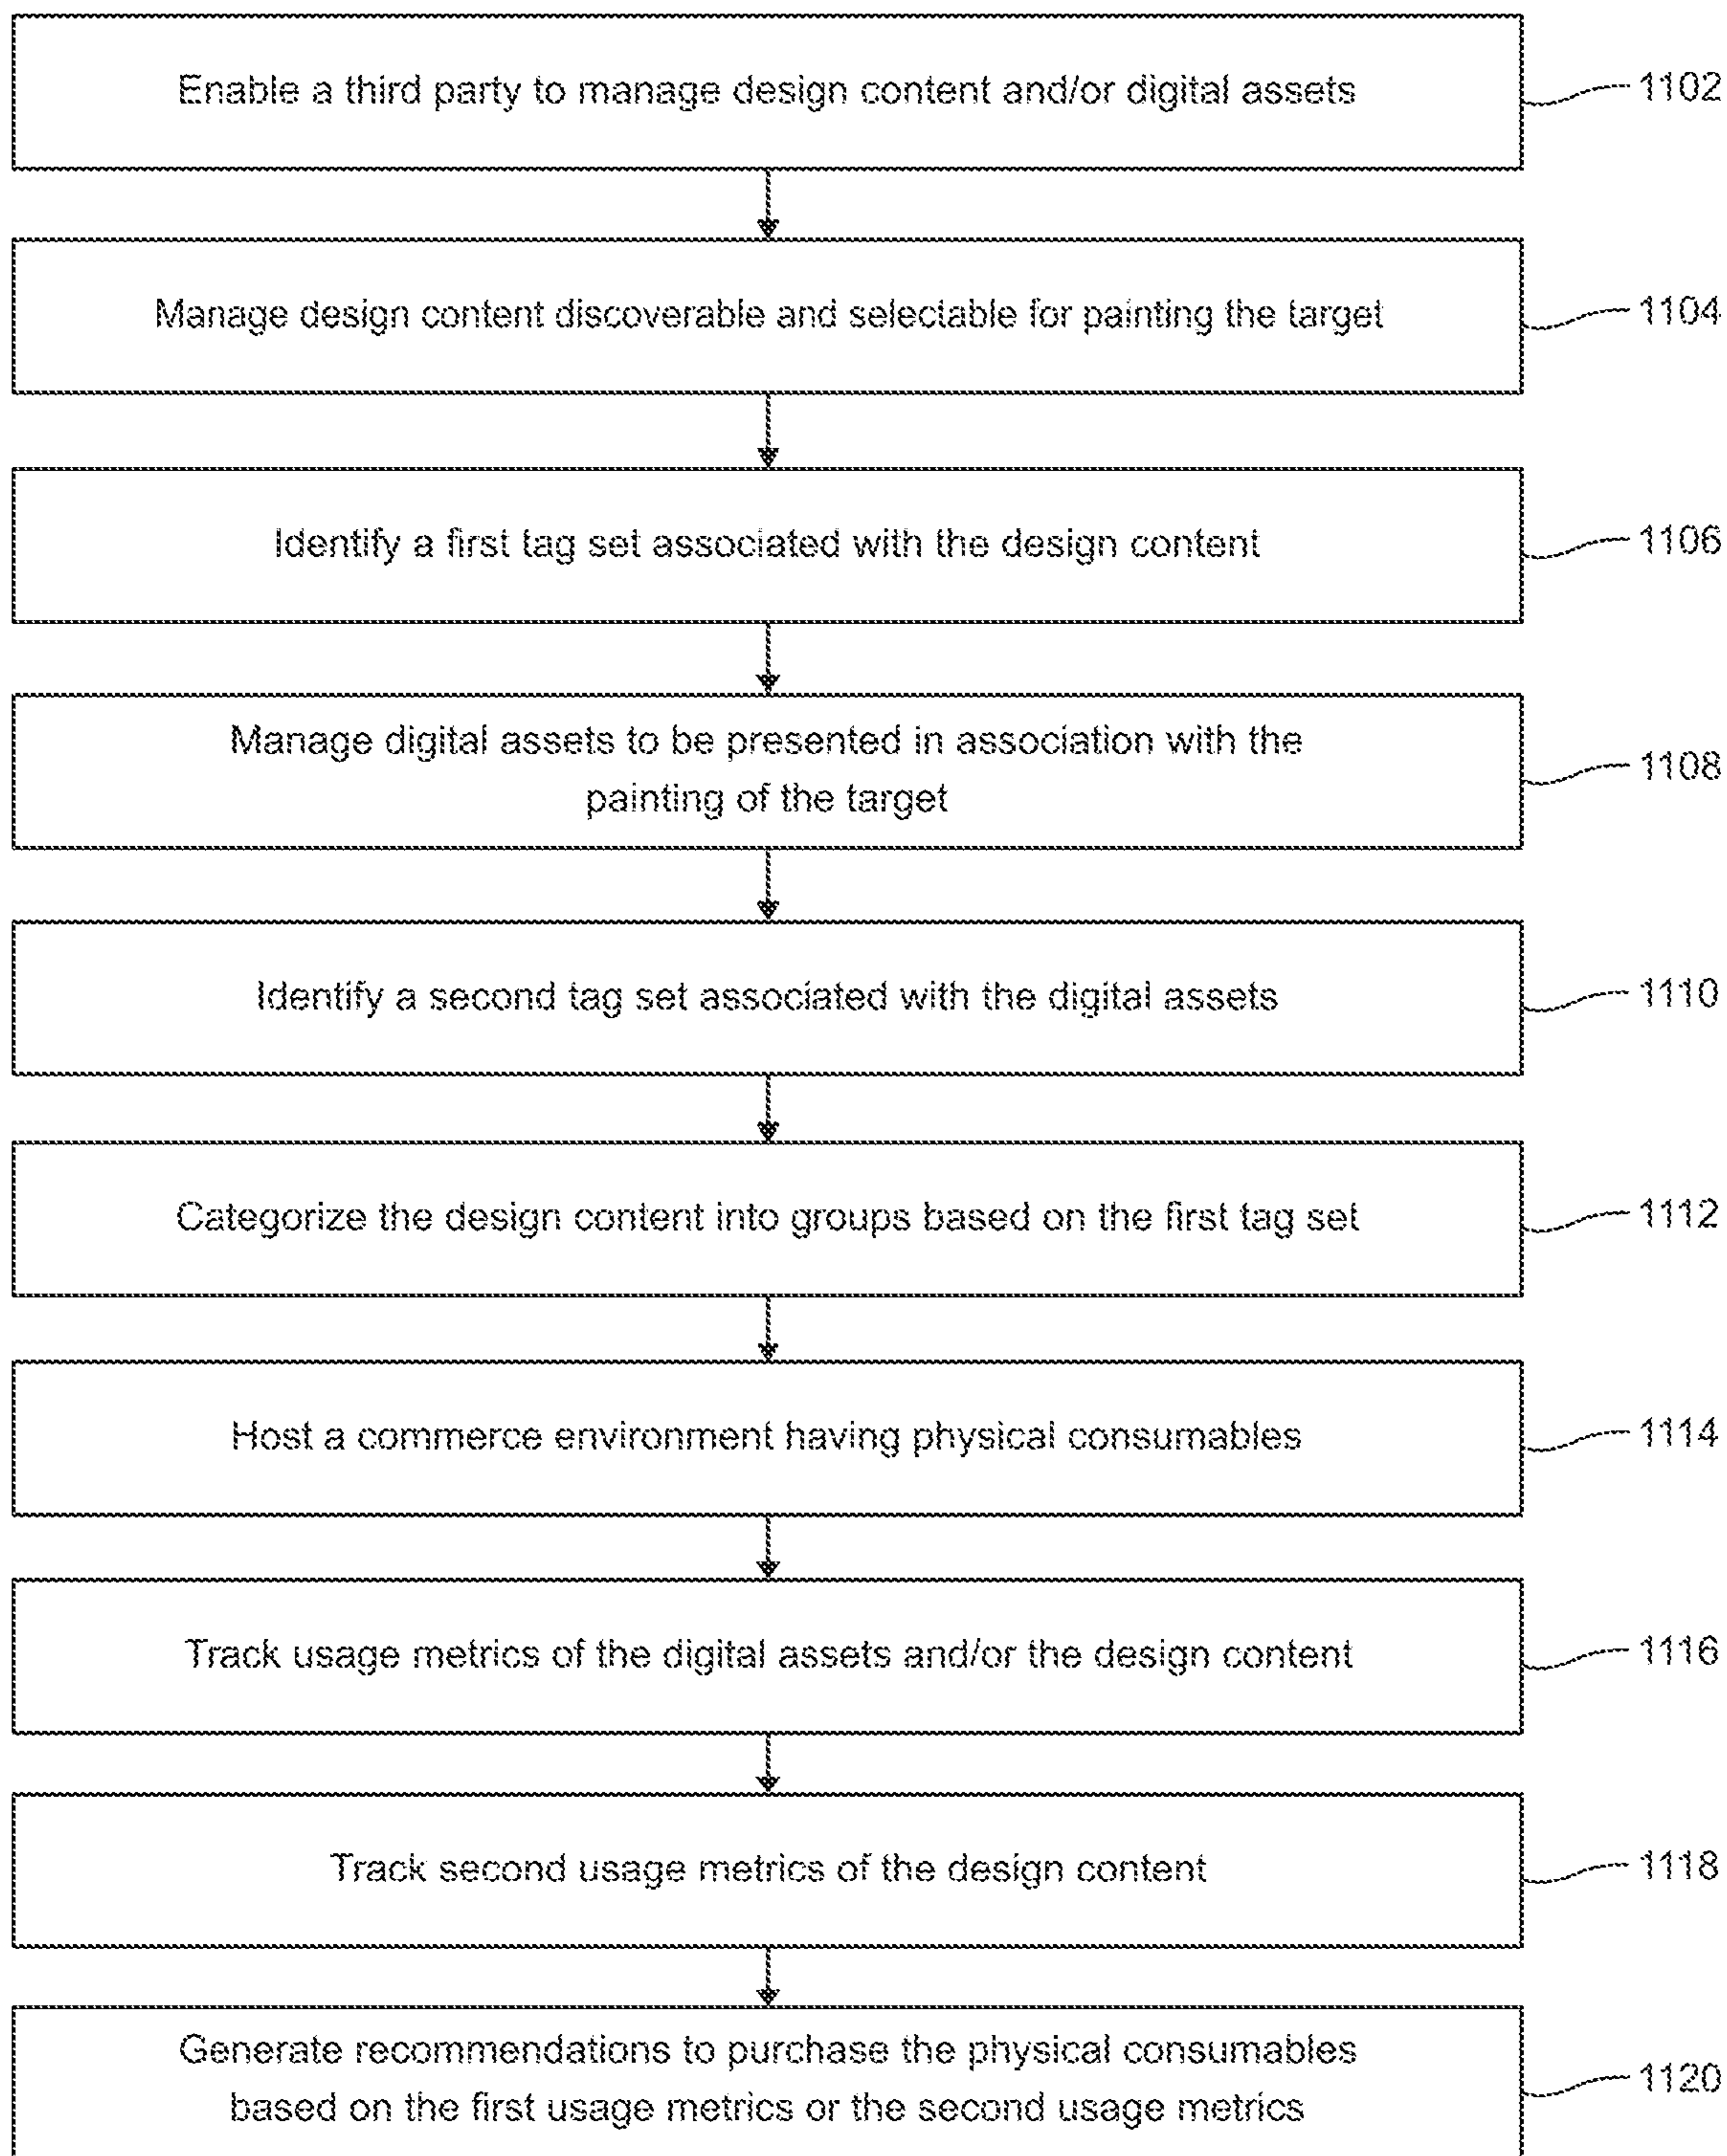 Enable a third party to manage design content and/or digital assets
1102
Manage design content discoverable and selectable for painting the target
1104
Identify a first tag set associated with the design content
1106
Manage digital assets to be presented in association with the
painting of the target
1108
Identify a second tag set associated with the digital assets
1110
Categorize the design content into groups based on the first tag set
1112
Host a commerce environment having physical consumables
1114
Track usage metrics of the digital assets and/or the design content
1116
Track second usage metrics of the design content
1118
Generate recommendations to purchase the physical consumables
based on the first usage metrics or the second usage metrics
1120